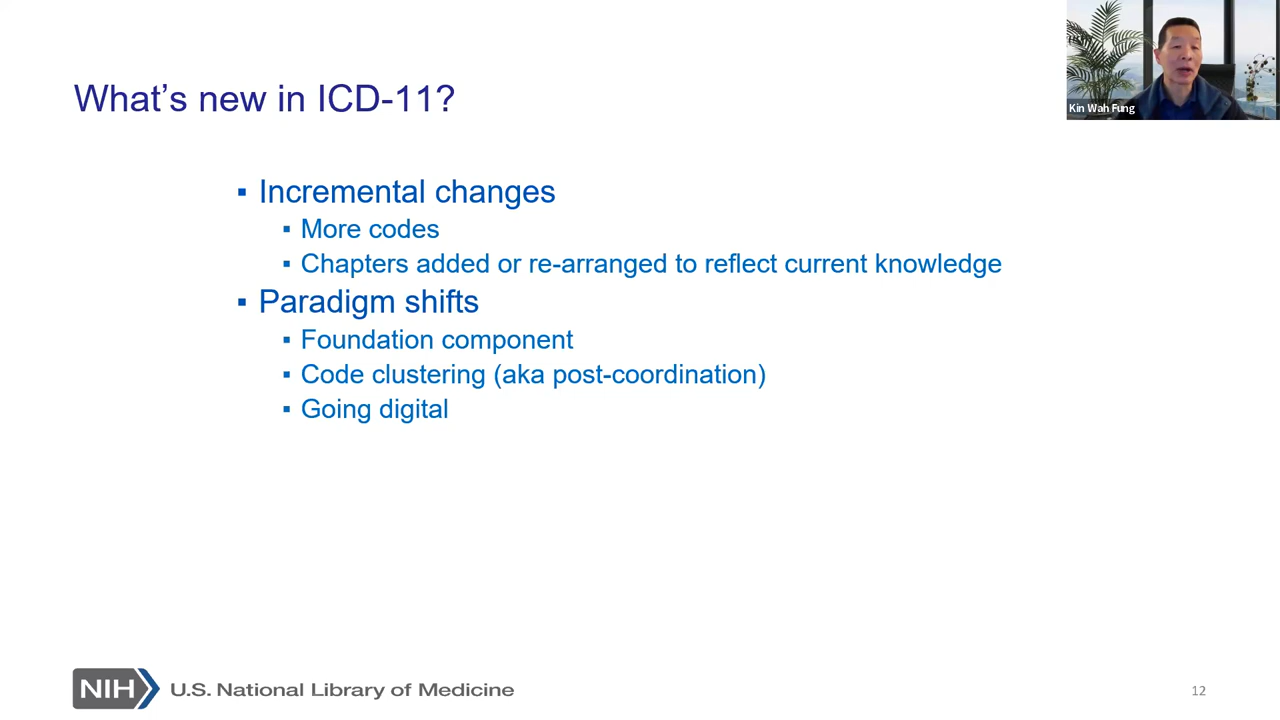 What's new in ICD-11?
Kin Wah Fung
▪ Incremental changes
▪ More codes
▪ Chapters added or re-arranged to reflect current knowledge
▪ Paradigm shifts
▪ Foundation component
▪ Code clustering (aka post-coordination)
▪ Going digital
NIH U.S. National Library of Medicine
12